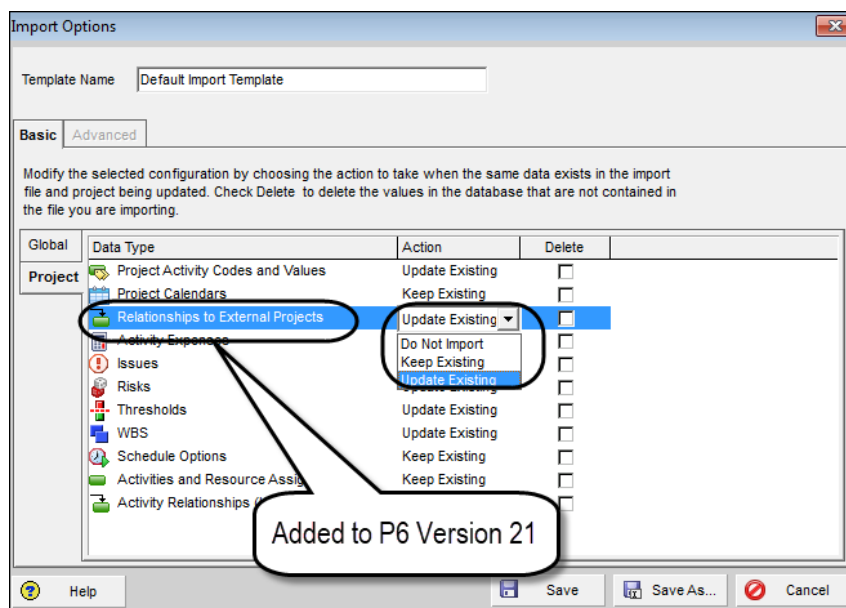 Import Options
Template Name Default Import Template
Basic Advanced
Modify the selected configuration by choosing the action to take when the same data exists in the import
file and project being updated. Check Delete to delete the values in the database that are not contained in
the file you are importing.
Global
Project
Data Type Action Delete
Project Activity Codes and Values Update Existing
Project Calendars Keep Existing
Relationships to External Projects Update Existing
Do Not Import
Keep Existing
Update Existing
Activity Expenses
Issues
Risks Update Existing
Thresholds Update Existing
WBS Update Existing
Schedule Options Keep Existing
Activities and Resource Assig Keep Existing
Activity Relationships
Added to P6 Version 21
Help Save Save As... Cancel